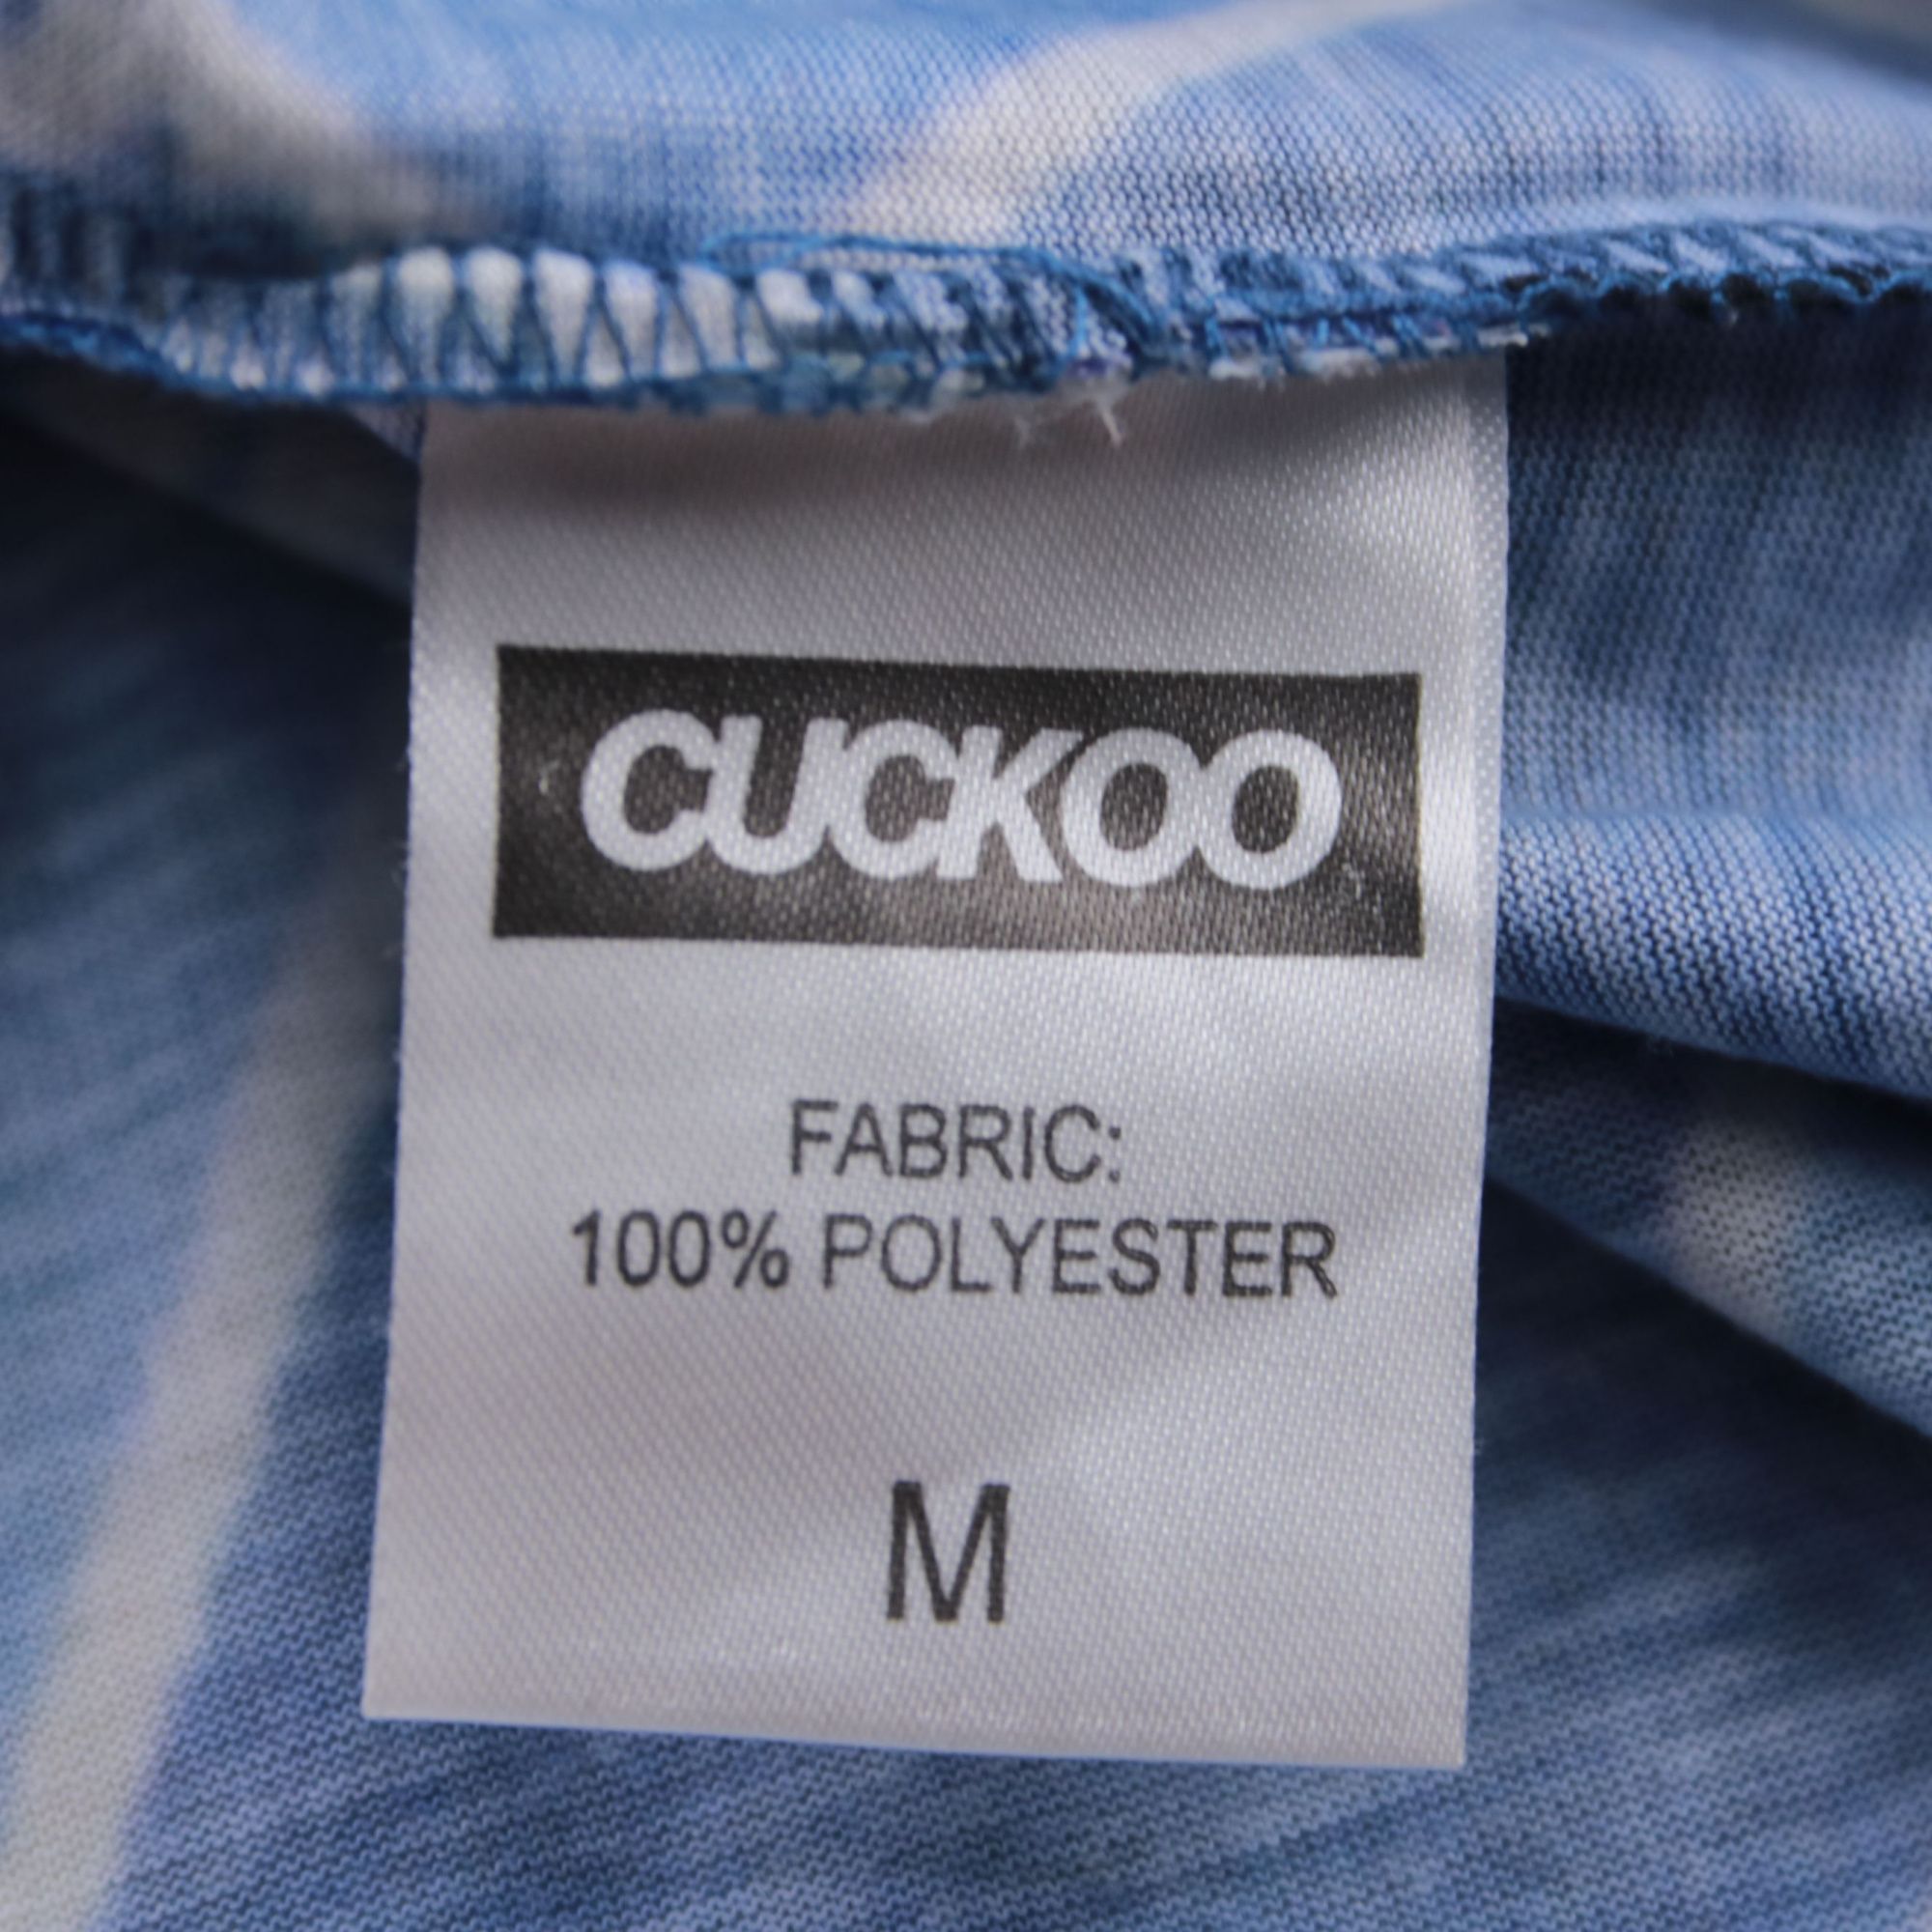 CUCKOO
FABRIC:
100% POLYESTER
M